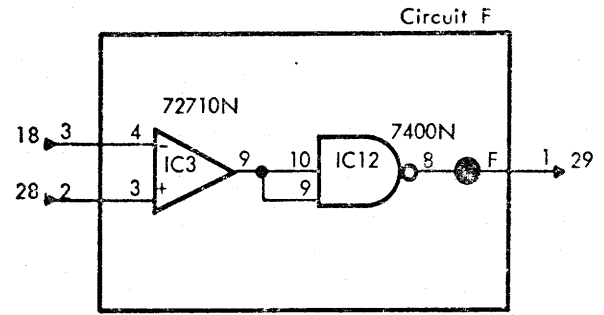 Circuit F
72710N
7400N
18 3 4 - IC3 9 10 IC12 8 F 1 29
9
28 2 3 +